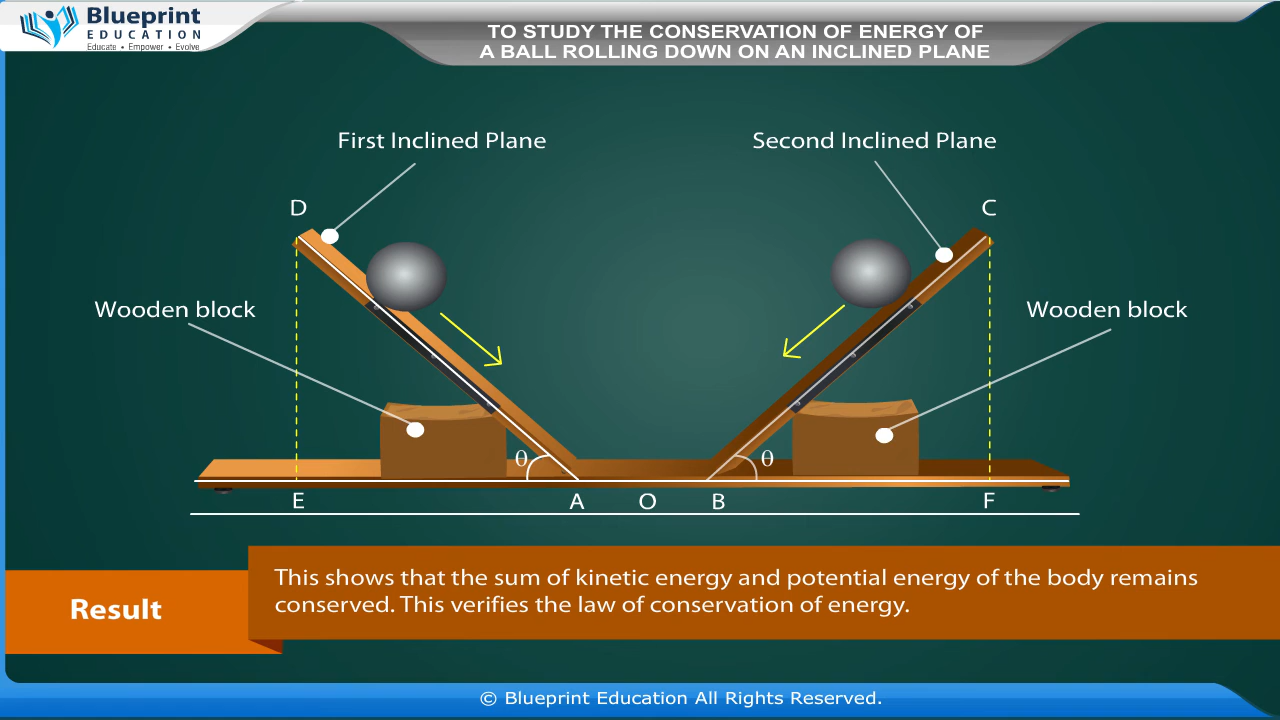 Blueprint
EDUCATION
Educate • Empower • Evolve
TO STUDY THE CONSERVATION OF ENERGY OF
A BALL ROLLING DOWN ON AN INCLINED PLANE
First Inclined Plane
Second Inclined Plane
D
C
Wooden block
Wooden block
θ
θ
E
A
O
B
F
Result
This shows that the sum of kinetic energy and potential energy of the body remains
conserved. This verifies the law of conservation of energy.
© Blueprint Education All Rights Reserved.